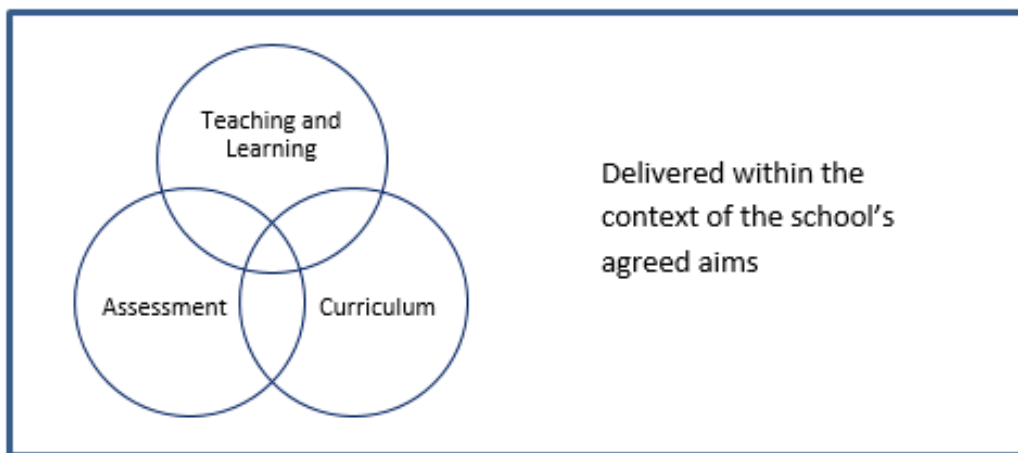 Teaching and
Learning
Assessment
Curriculum
Delivered within the
context of the school's
agreed aims